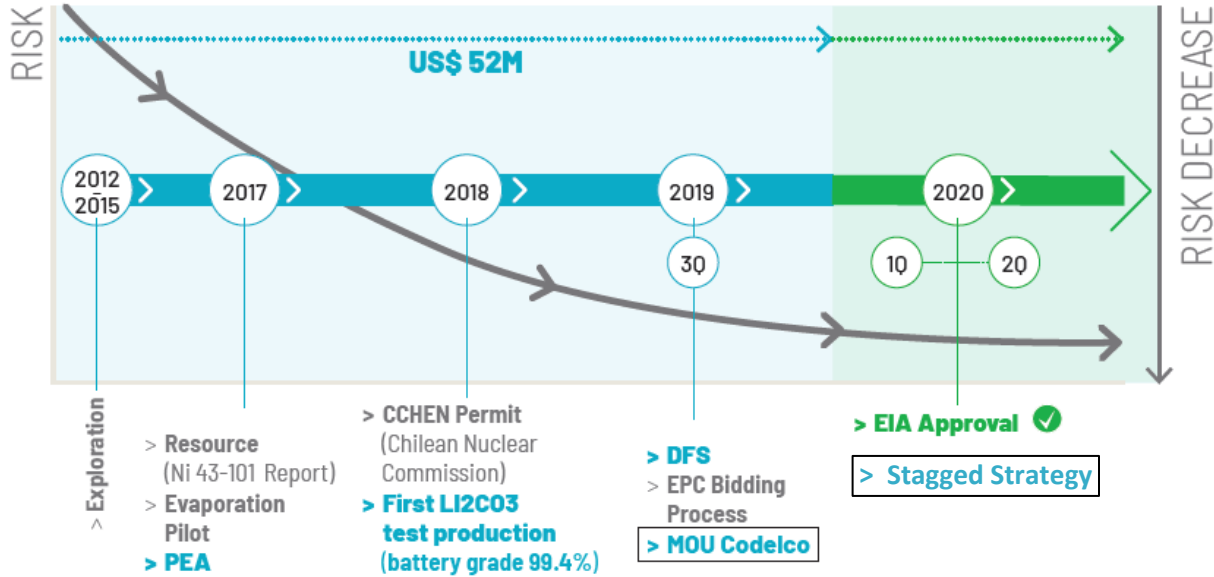 RISK
US$ 52M
RISK DECREASE
2012
-
2015
2017
2018
2019
2020
3Q
1Q
2Q
> Exploration
> Resource
(Ni 43-101 Report)
> Evaporation
Pilot
> PEA
> CCHEN Permit
(Chilean Nuclear
Commission)
> First LI2CO3
test production
(battery grade 99.4%)
> DFS
> EPC Bidding
Process
> MOU Codelco
> EIA Approval
> Stagged Strategy